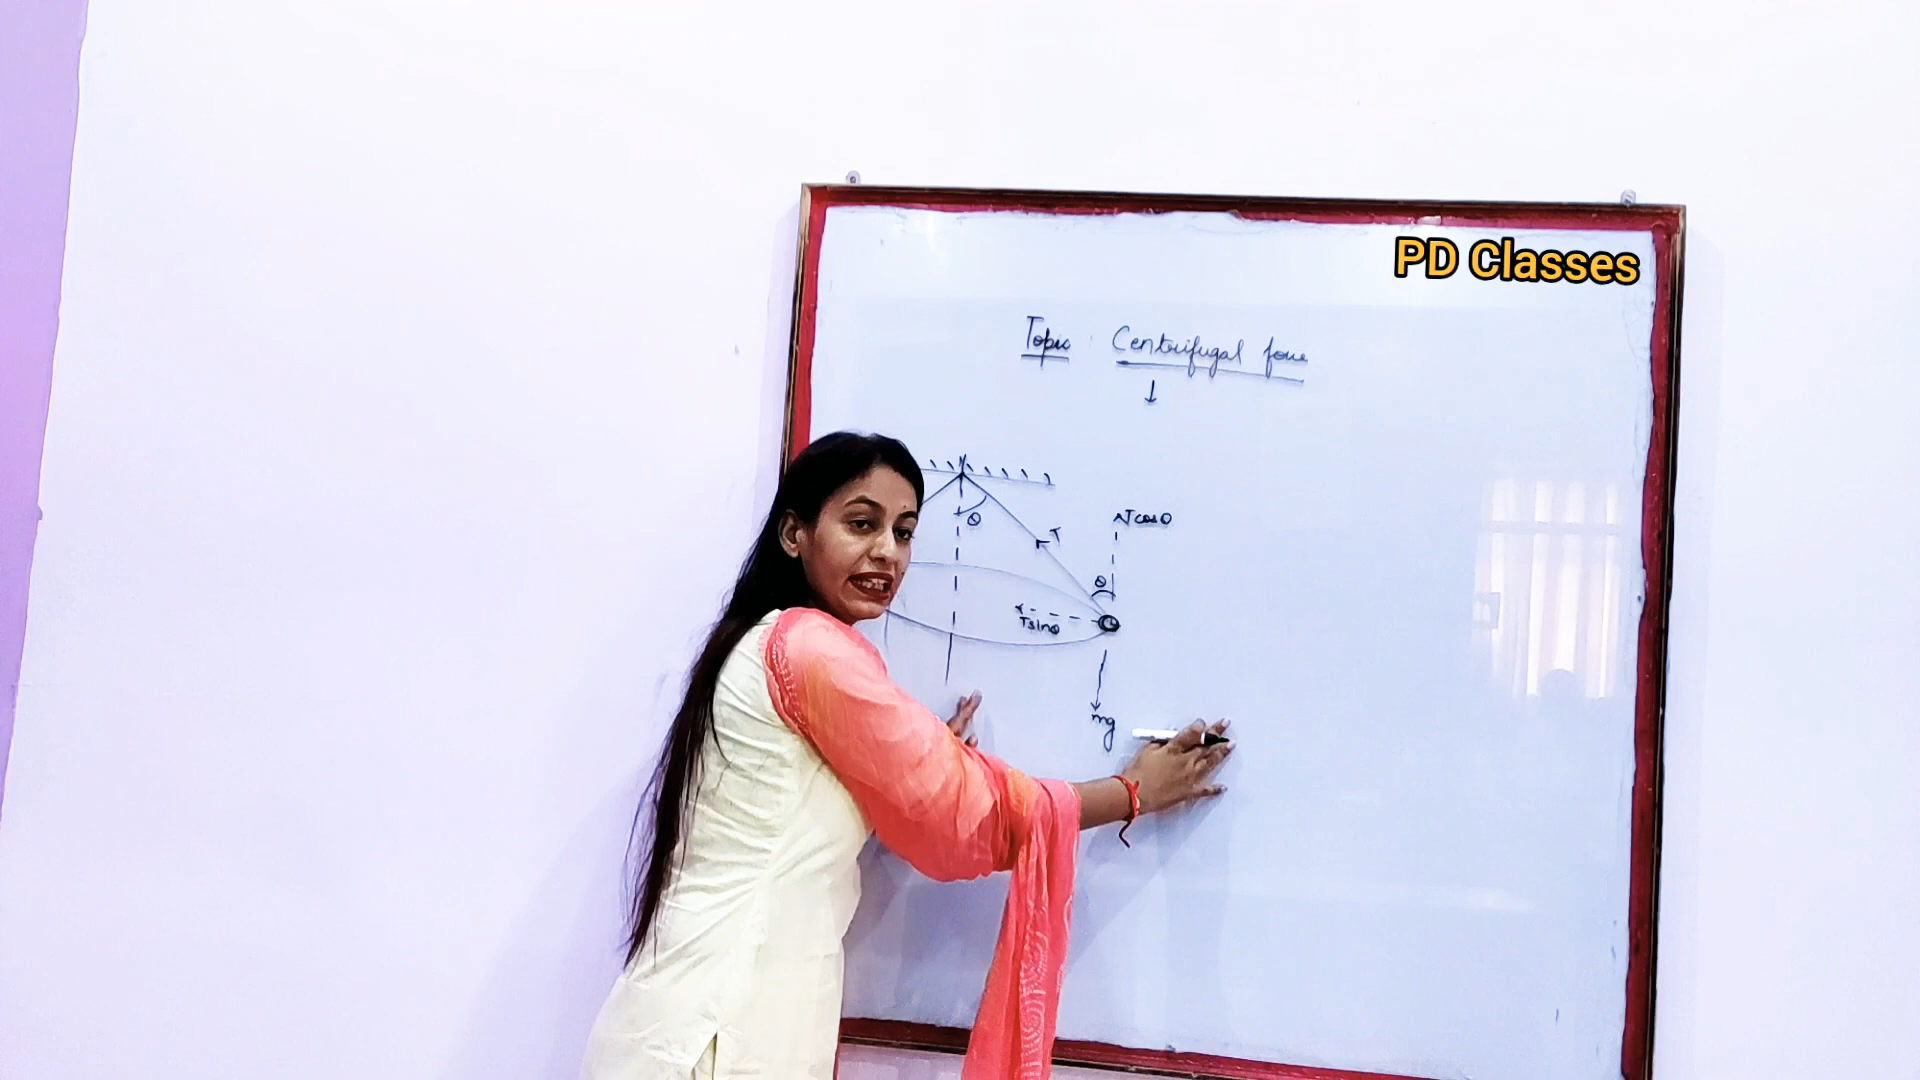 PD Classes
Topic : Centrifugal force
θ
T
Tcosθ
θ
Tsinθ
mg